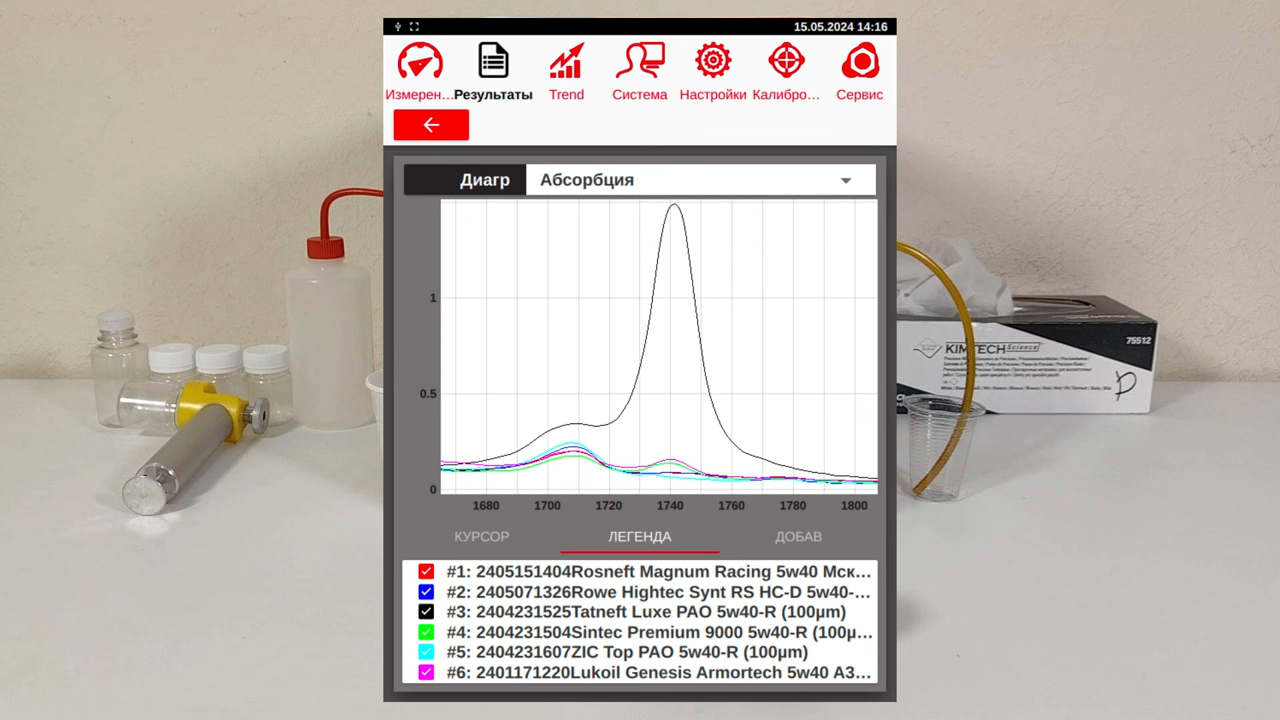 15.05.2024 14:16
Измерен... Результаты Trend Система Настройки Калибро... Сервис
Диагр Абсорбция
1
0.5
0
1680 1700 1720 1740 1760 1780 1800
КУРСОР ЛЕГЕНДА ДОБАВ
#1: 2405151404Rosneft Magnum Racing 5w40 Мск...
#2: 2405071326Rowe Hightec Synt RS HC-D 5w40-...
#3: 2404231525Tatneft Luxe PAO 5w40-R (100µm)
#4: 2404231504Sintec Premium 9000 5w40-R (100µ...
#5: 2404231607ZIC Top PAO 5w40-R (100µm)
#6: 2401171220Lukoil Genesis Armortech 5w40 A3...
75512
KIMTECH Science
D